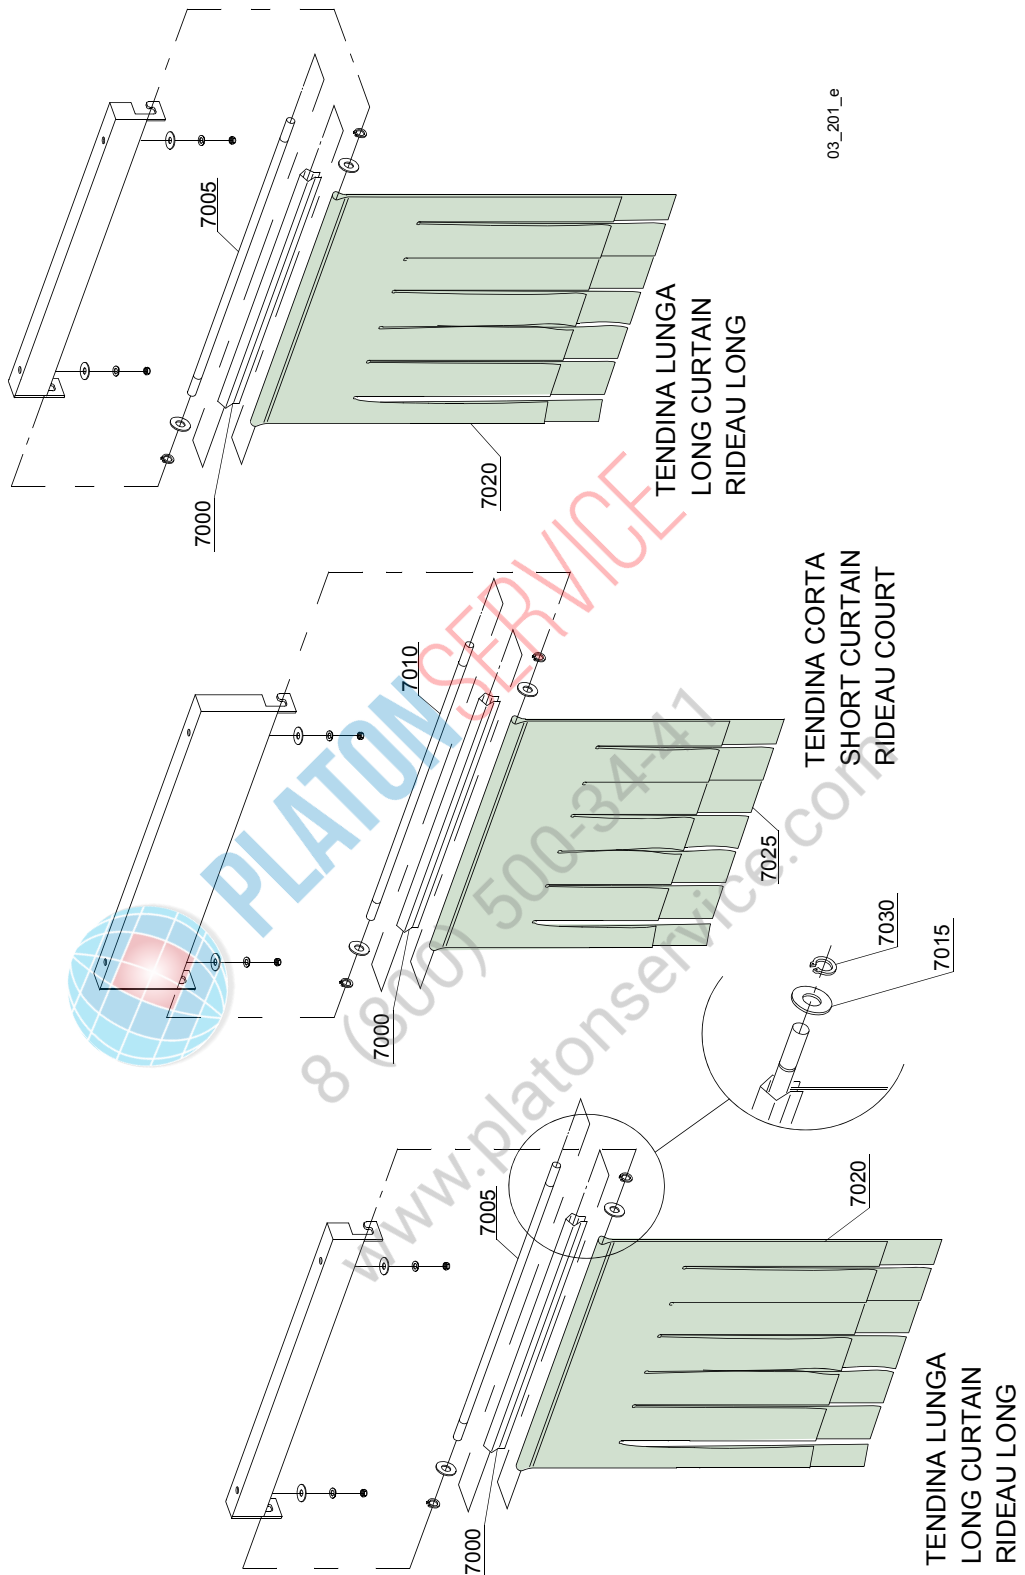 03_201_e
7005
7000
7020
TENDINA LUNGA
LONG CURTAIN
RIDEAU LONG
7010
7000
7025
TENDINA CORTA
SHORT CURTAIN
RIDEAU COURT
7030
7015
7005
7000
7020
TENDINA LUNGA
LONG CURTAIN
RIDEAU LONG
PLATONSERVICE
8 (800) 500-34-41
www.platonservice.com